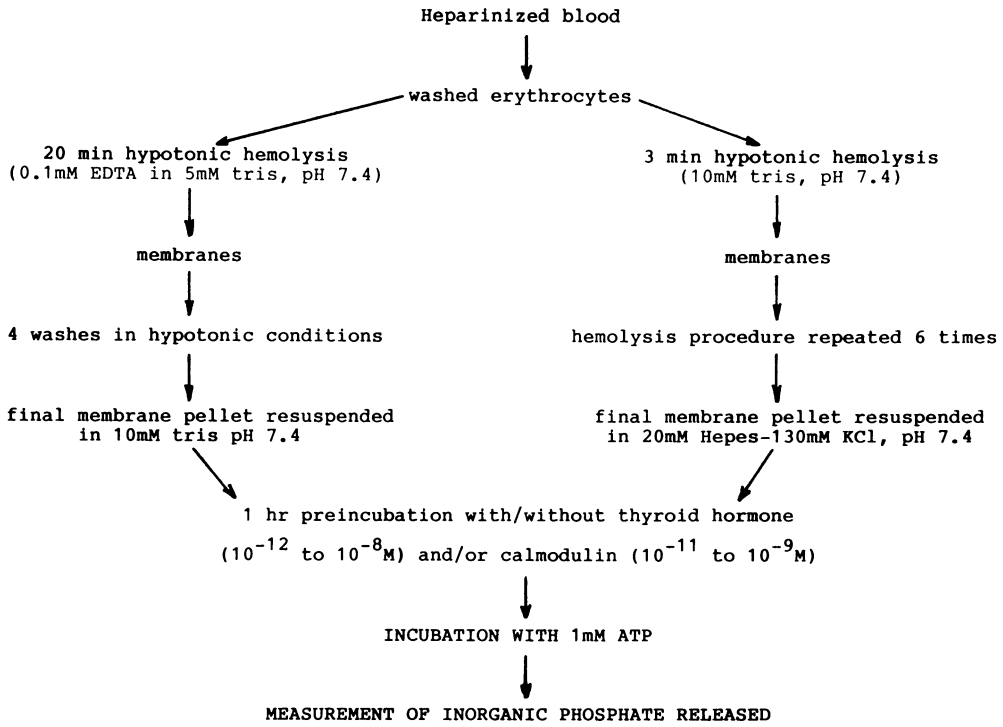 Heparinized blood
washed erythrocytes
20 min hypotonic hemolysis
(0.1mM EDTA in 5mM tris, pH 7.4)
membranes
4 washes in hypotonic conditions
final membrane pellet resuspended
in 10mM tris pH 7.4
3 min hypotonic hemolysis
(10mM tris, pH 7.4)
membranes
hemolysis procedure repeated 6 times
final membrane pellet resuspended
in 20mM Hepes-130mM KCl, pH 7.4
1 hr preincubation with/without thyroid hormone
(10⁻¹² to 10⁻⁸M) and/or calmodulin (10⁻¹¹ to 10⁻⁹M)
INCUBATION WITH 1mM ATP
MEASUREMENT OF INORGANIC PHOSPHATE RELEASED